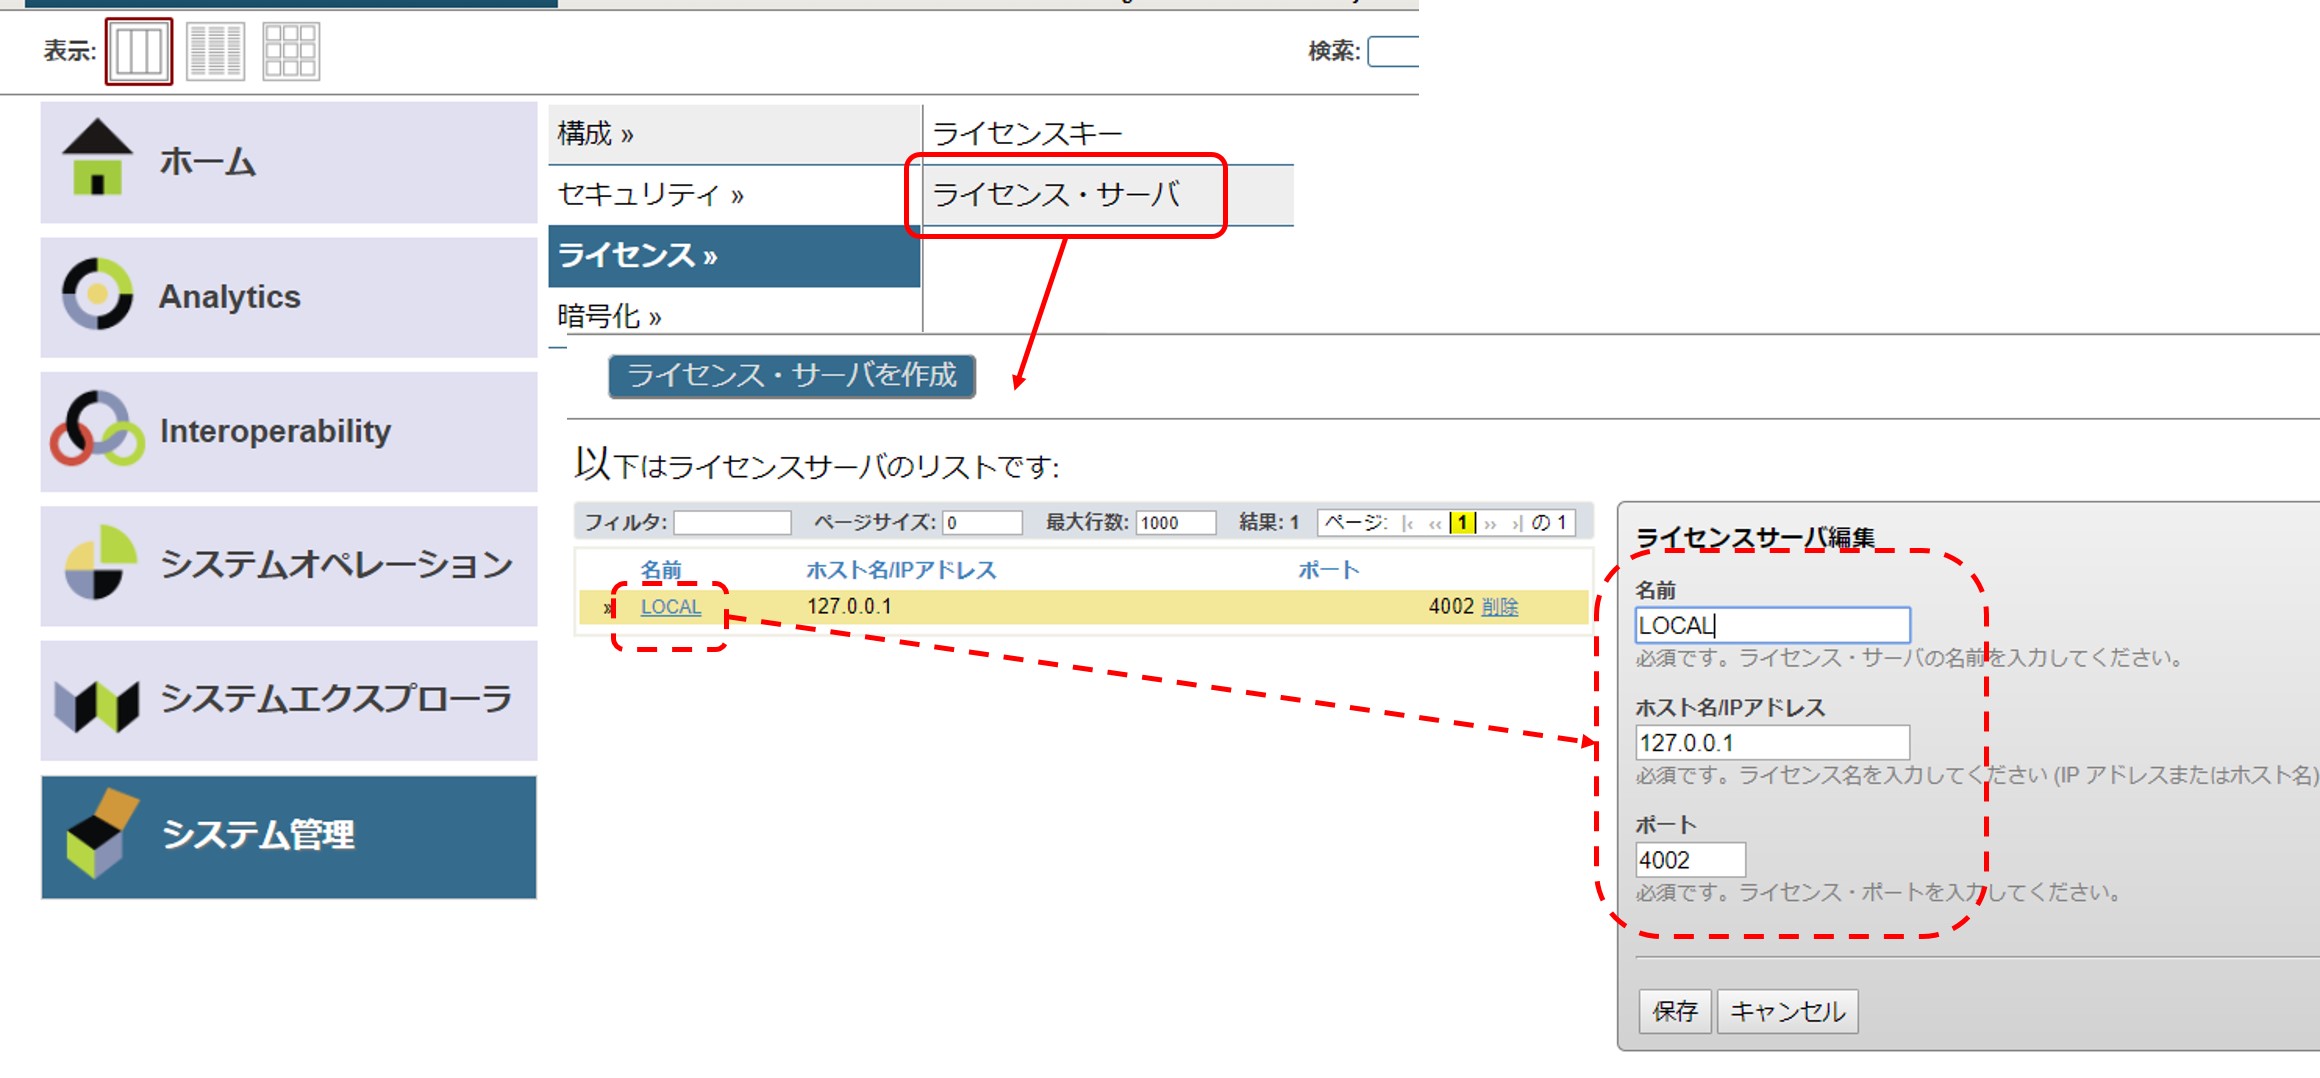 表示:
検索:
ホーム
Analytics
Interoperability
システムオペレーション
システムエクスプローラ
システム管理
構成 »
セキュリティ »
ライセンス »
暗号化 »
ライセンスキー
ライセンス・サーバ
ライセンス・サーバを作成
以下はライセンスサーバのリストです:
フィルタ: ページサイズ: 0 最大行数: 1000 結果: 1 ページ: |‹ ‹‹ 1 ›› ›| の 1
名前 ホスト名/IPアドレス ポート
» LOCAL 127.0.0.1 4002 削除
ライセンスサーバ編集
名前
LOCAL
必須です。ライセンス・サーバの名前を入力してください。
ホスト名/IPアドレス
127.0.0.1
必須です。ライセンス名を入力してください (IP アドレスまたはホスト名)
ポート
4002
必須です。ライセンス・ポートを入力してください。
保存 キャンセル